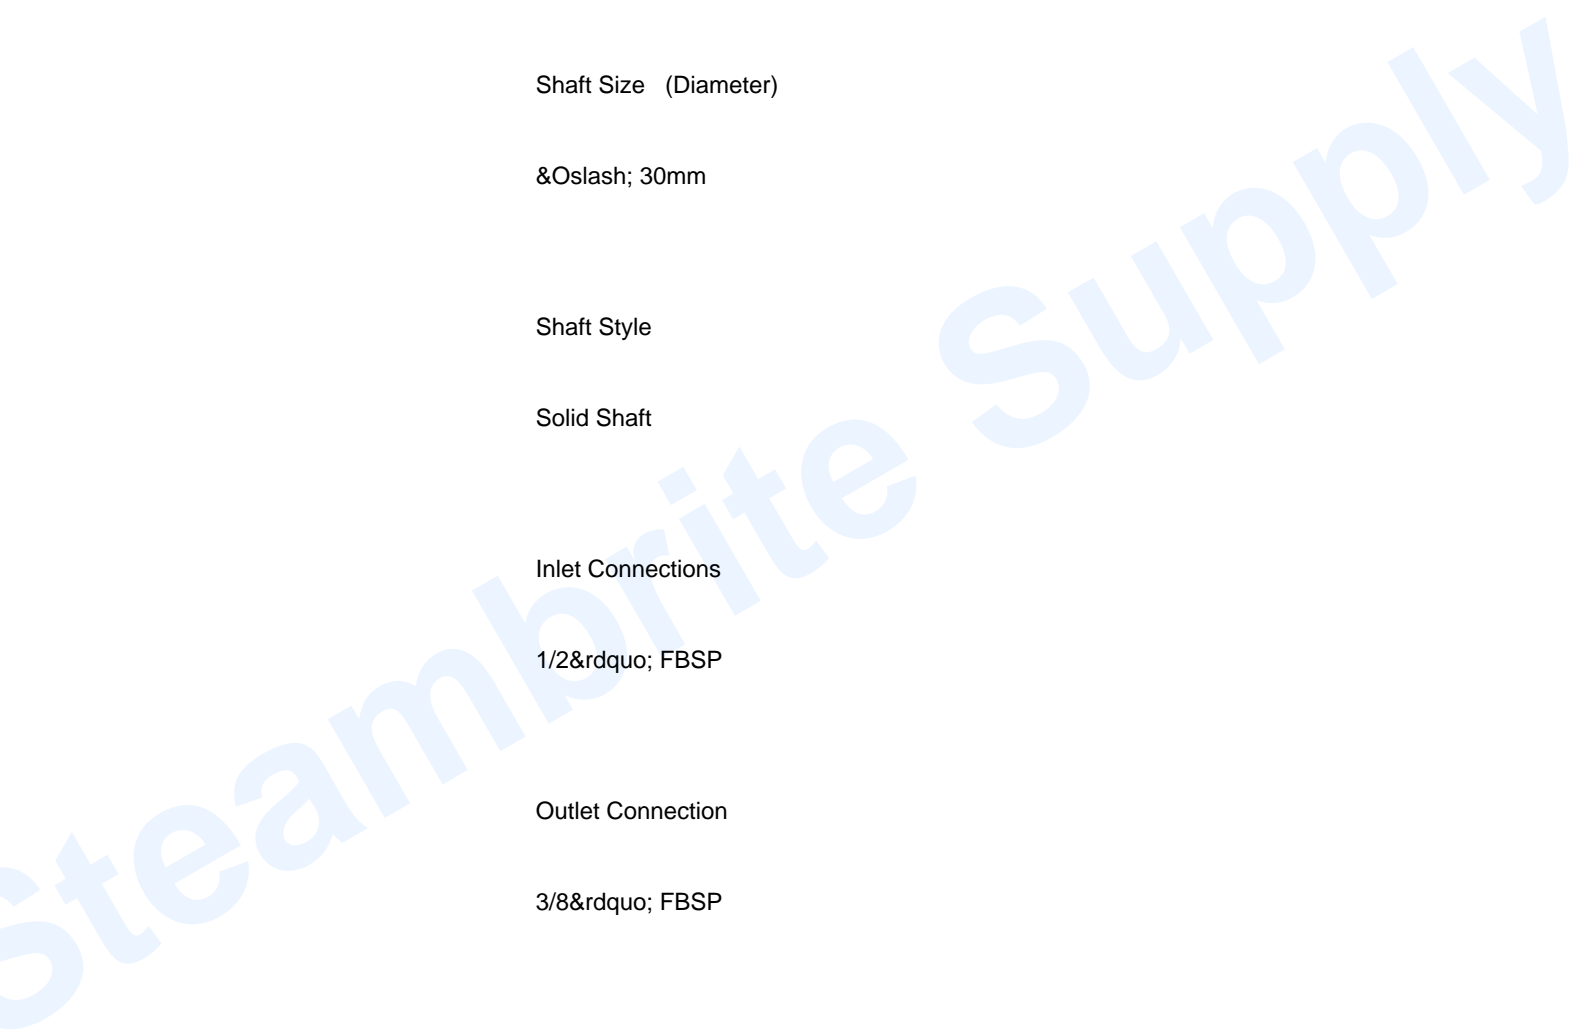 Shaft Size   (Diameter)
&Oslash; 30mm
Shaft Style
Solid Shaft
Inlet Connections
1/2&rdquo; FBSP
Outlet Connection
3/8&rdquo; FBSP
Steambrite Supply